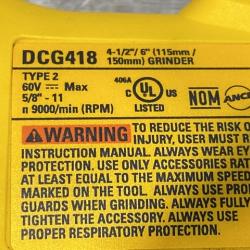 DCG418 4-1/2"/ 6" (115mm /
150mm) GRINDER
TYPE 2
60V ⎓ Max
5/8" - 11
n 9000/min (RPM)
406A
C UL US
LISTED
NOM
ANCE
WARNING TO REDUCE THE RISK O
INJURY, USER MUST R
INSTRUCTION MANUAL. ALWAYS WEAR EY
PROTECTION. USE ONLY ACCESSORIES RAT
AT LEAST EQUAL TO THE MAXIMUM SPEED
MARKED ON THE TOOL. ALWAYS USE PRO
GUARDS WHEN GRINDING. ALWAYS FULLY
TIGHTEN THE ACCESSORY. ALWAYS USE
PROPER RESPIRATORY PROTECTION.